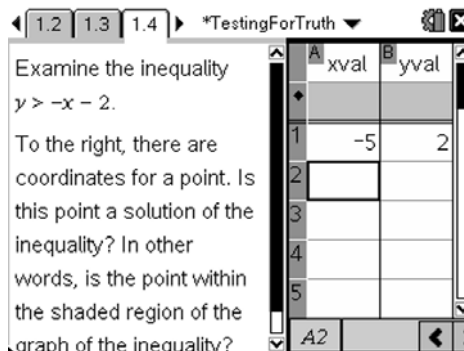 1.2 1.3 1.4 *TestingForTruth
Examine the inequality
y > -x - 2.
To the right, there are
coordinates for a point. Is
this point a solution of the
inequality? In other
words, is the point within
the shaded region of the
graph of the inequality?
A xval B yval
1 -5 2
2
3
4
5
A2